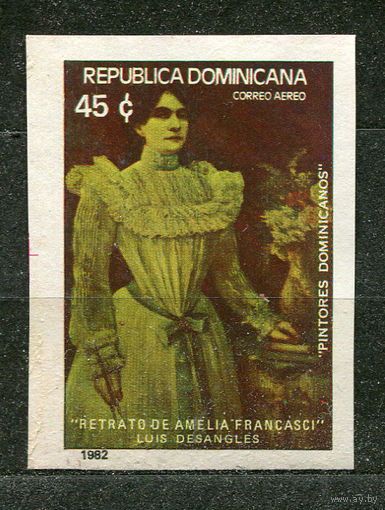 REPUBLICA DOMINICANA
45 ¢
CORREO AEREO
"PINTORES DOMINICANOS"
"RETRATO DE AMELIA FRANCASCI"
LUIS DESANGLES
1982
ay.by